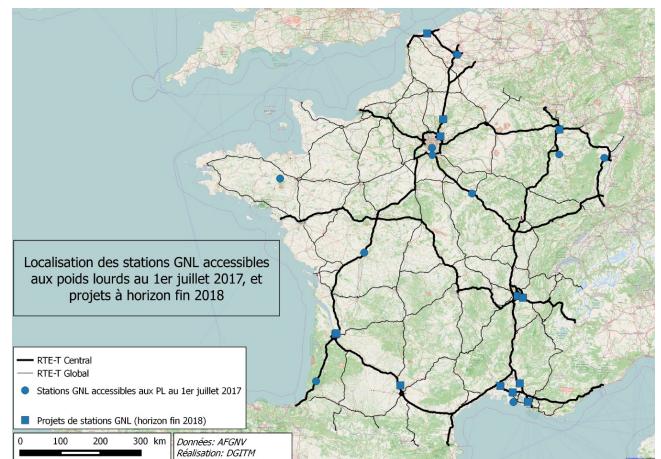 Localisation des stations GNL accessibles
aux poids lourds au 1er juillet 2017, et
projets à horizon fin 2018
RTE-T Central
RTE-T Global
Stations GNL accessibles aux PL au 1er juillet 2017
Projets de stations GNL (horizon fin 2018)
0 100 200 300 km
Données: AFGNV
Réalisation: DGITM